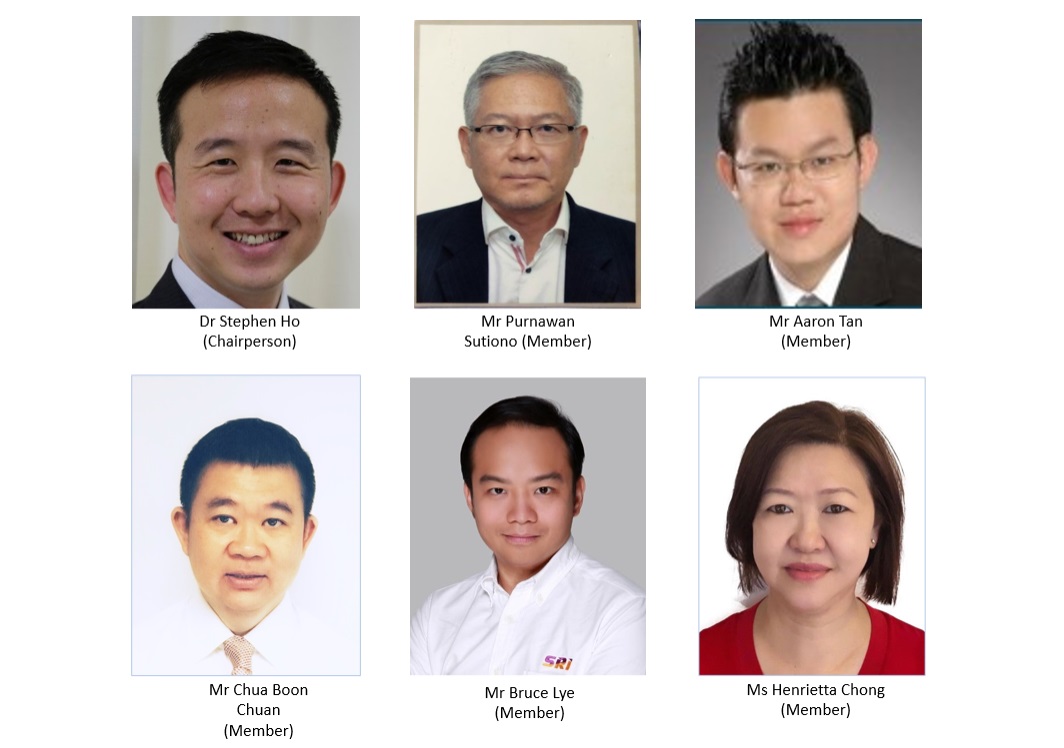 Dr Stephen Ho
(Chairperson)
Mr Purnawan
Sutiono (Member)
Mr Aaron Tan
(Member)
SRI
Mr Chua Boon
Chuan
(Member)
Mr Bruce Lye
(Member)
Ms Henrietta Chong
(Member)